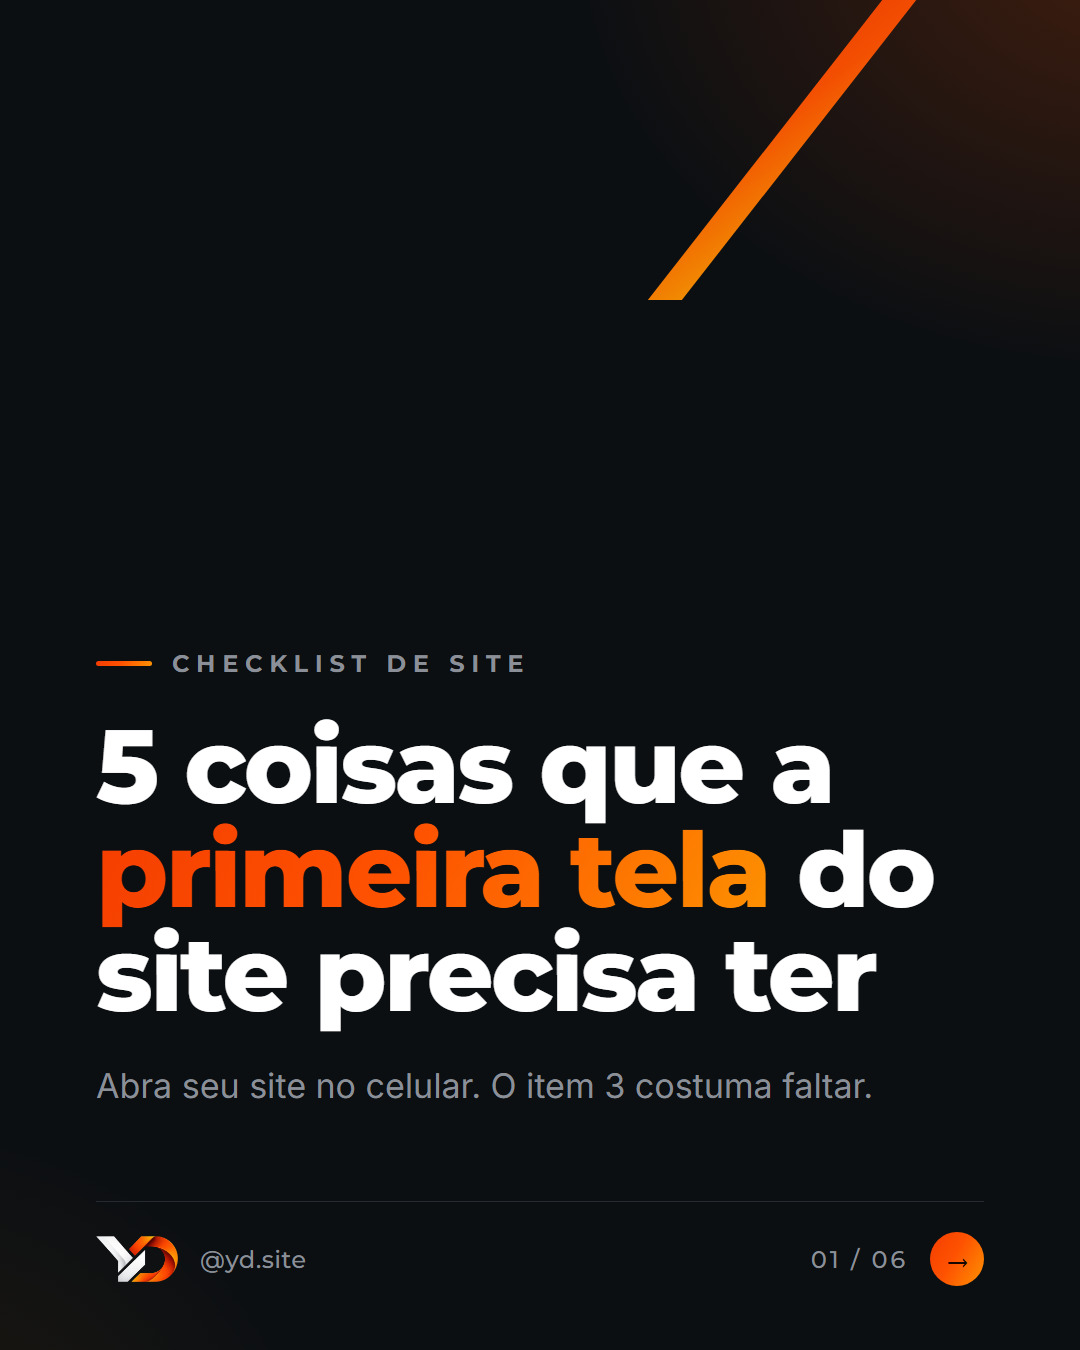 CHECKLIST DE SITE
5 coisas que a
primeira tela do
site precisa ter
Abra seu site no celular. O item 3 costuma faltar.
YD @yd.site 01 / 06 →